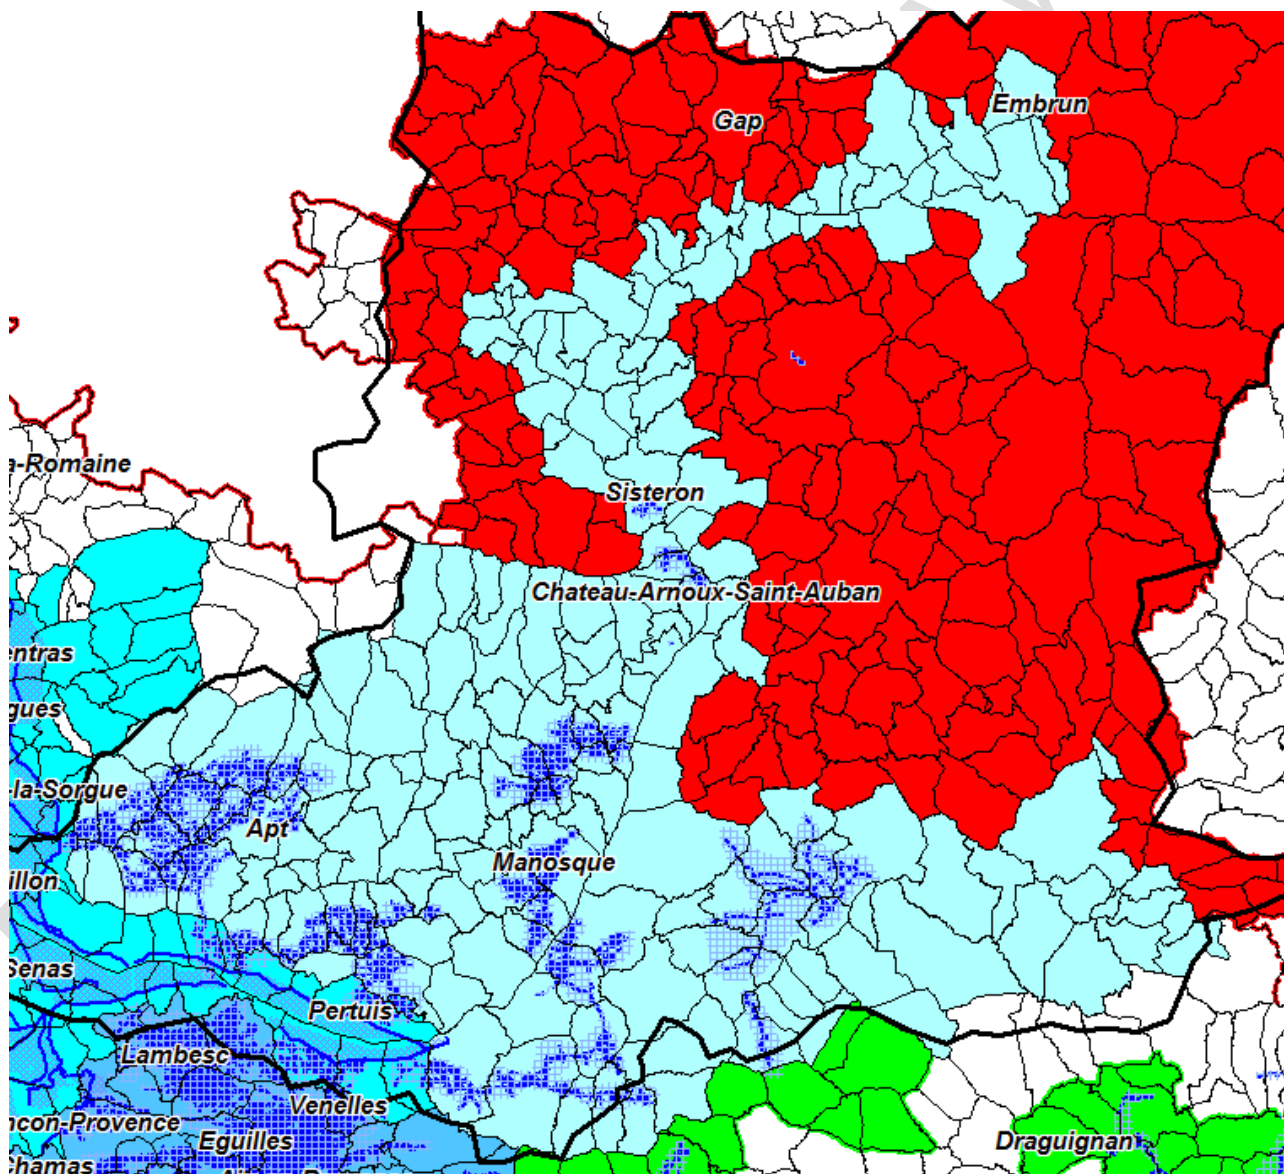 Embrun
Gap
a-Romaine
Sisteron
Chateau-Arnoux-Saint-Auban
entras
gues
-la-Sorgue
Apt
Manosque
illon
Senas
Pertuis
Lambesc
Venelles
ncon-Provence
Eguilles
Draguignan
Chamas